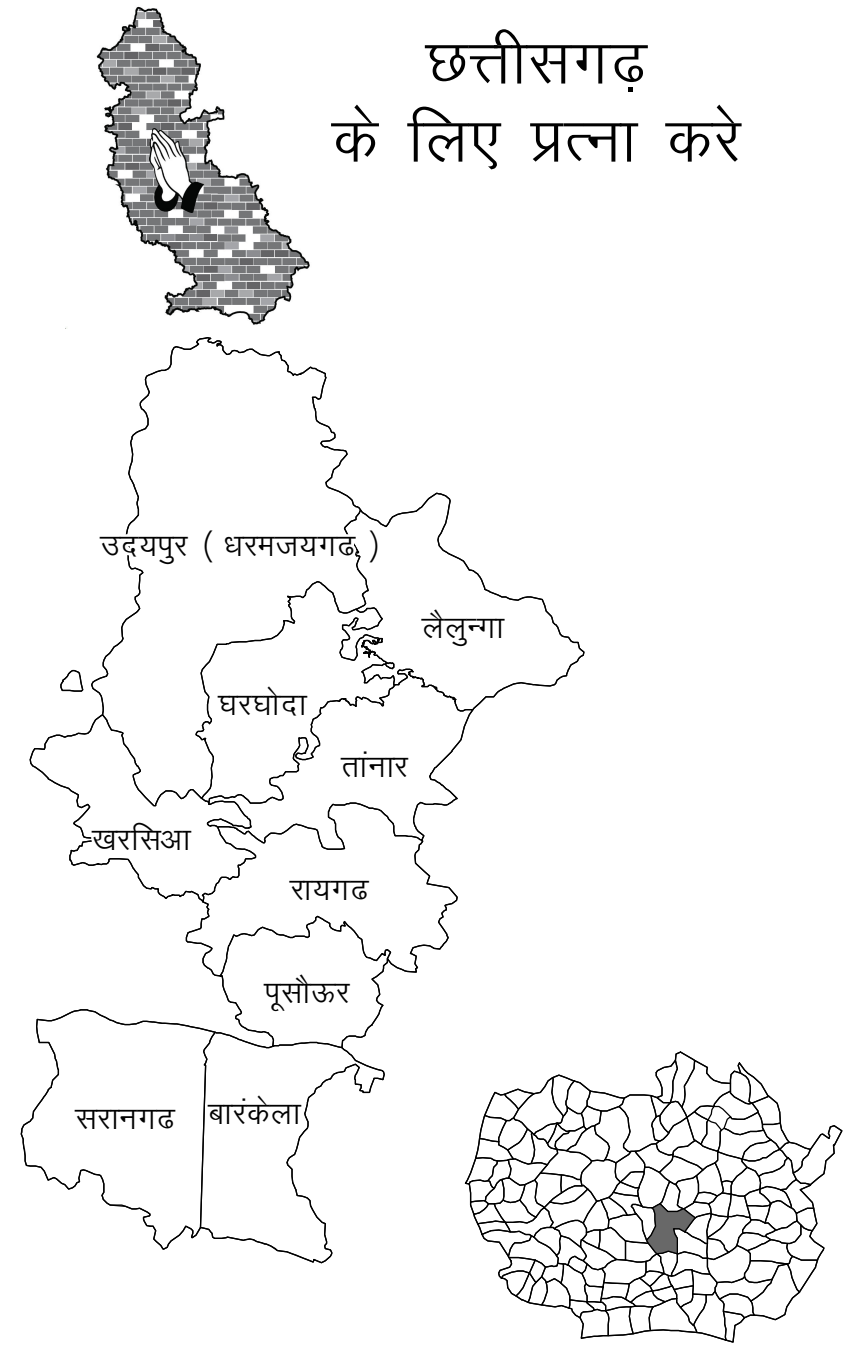 छत्तीसगढ़
के लिए प्रत्ना करे
उदयपुर ( धरमजयगढ )
लैलुन्गा
घरघोदा
तांनार
खरसिआ
रायगढ
पूसौऊर
सरानगढ
बारंकेला